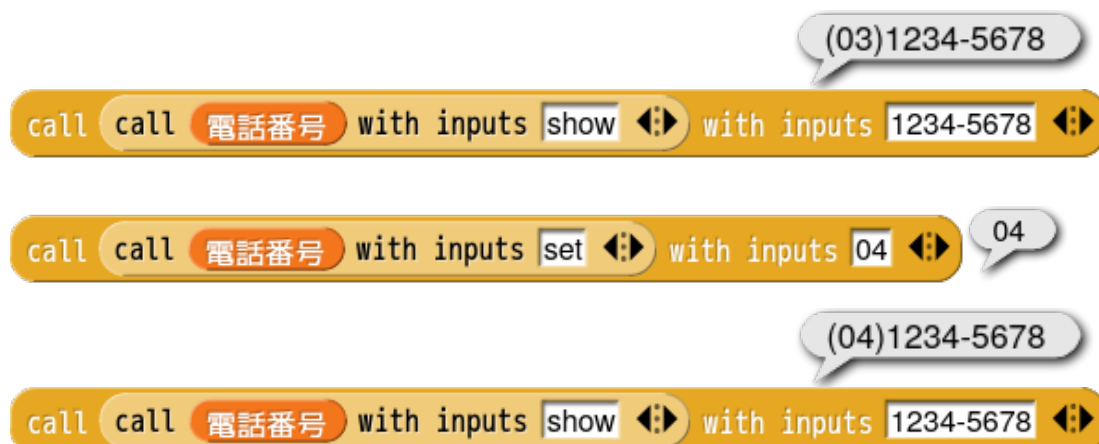 (03)1234-5678
call call 電話番号 with inputs show with inputs 1234-5678
call call 電話番号 with inputs set with inputs 04 04
(04)1234-5678
call call 電話番号 with inputs show with inputs 1234-5678